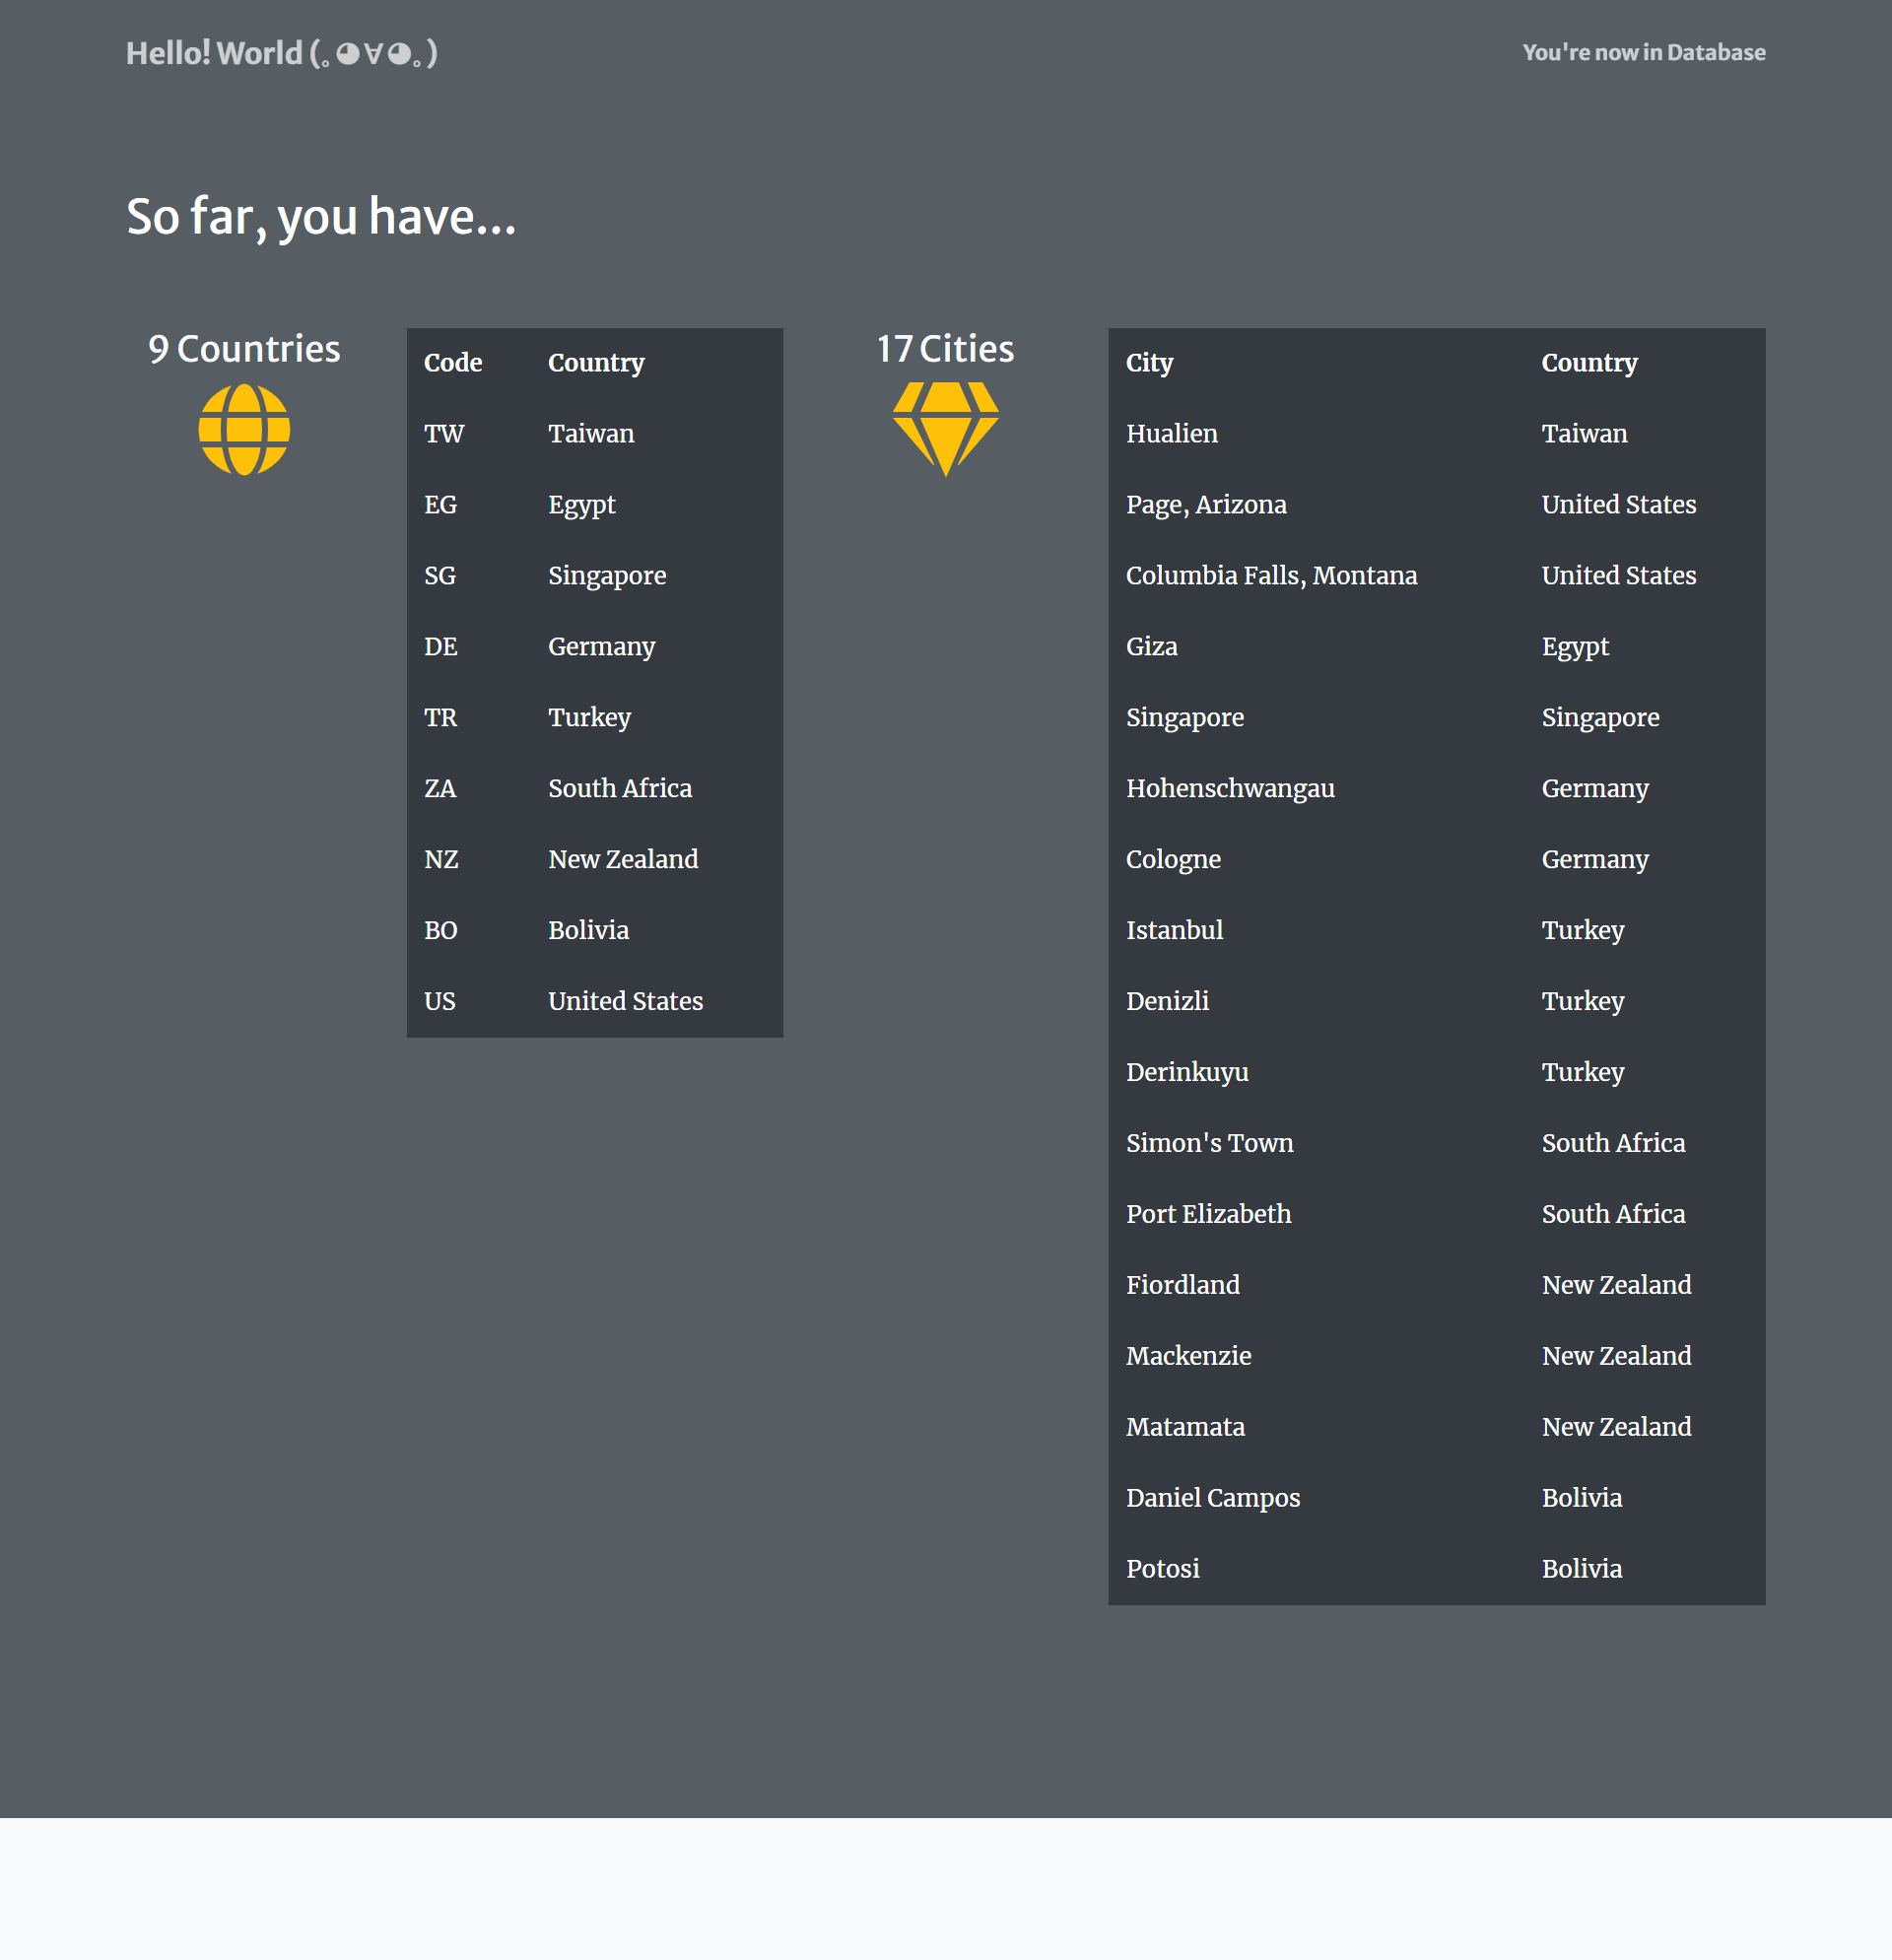 Hello! World (｡◕∀◕｡)
You're now in Database
So far, you have...
9 Countries
Code Country
TW Taiwan
EG Egypt
SG Singapore
DE Germany
TR Turkey
ZA South Africa
NZ New Zealand
BO Bolivia
US United States
17 Cities
City Country
Hualien Taiwan
Page, Arizona United States
Columbia Falls, Montana United States
Giza Egypt
Singapore Singapore
Hohenschwangau Germany
Cologne Germany
Istanbul Turkey
Denizli Turkey
Derinkuyu Turkey
Simon's Town South Africa
Port Elizabeth South Africa
Fiordland New Zealand
Mackenzie New Zealand
Matamata New Zealand
Daniel Campos Bolivia
Potosi Bolivia